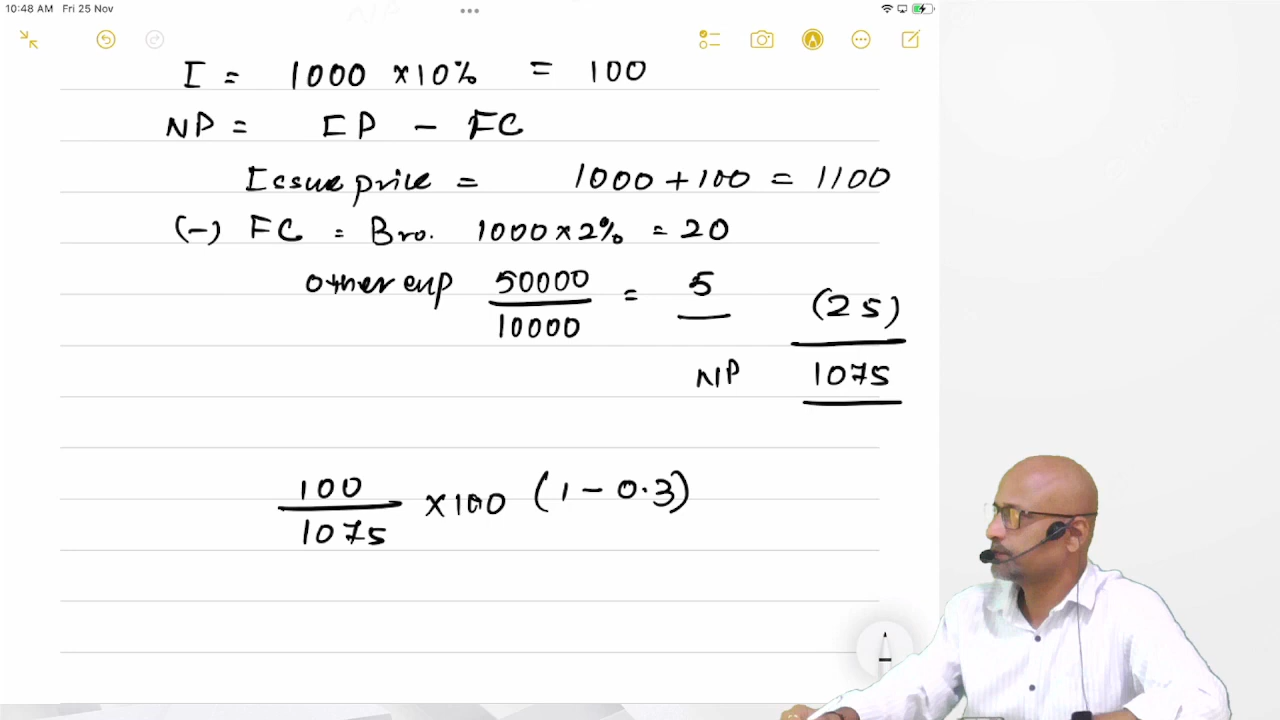 10:48 AM Fri 25 Nov
I = 1000 ×10% = 100
NP = IP - FC
Issue price = 1000 + 100 = 1100
(-) FC = Bro. 1000 × 2% = 20
Other exp 50000 = 5 (25)
10000
NP 1075
100 ×100 (1 - 0.3)
1075